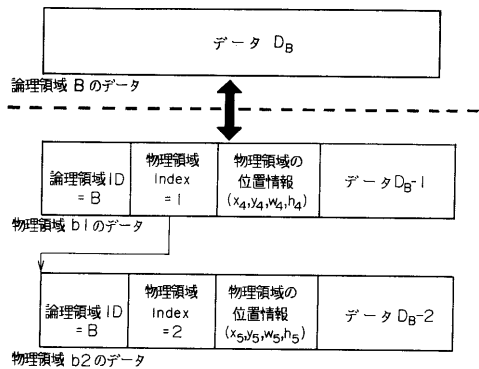 データ D_B
論理領域 B のデータ
論理領域ID
= B
物理領域
Index
= 1
物理領域の
位置情報
(x₄,y₄,w₄,h₄)
データD_B-1
物理領域 b1 のデータ
論理領域ID
= B
物理領域
Index
= 2
物理領域の
位置情報
(x₅,y₅,w₅,h₅)
データ D_B-2
物理領域 b2 のデータ